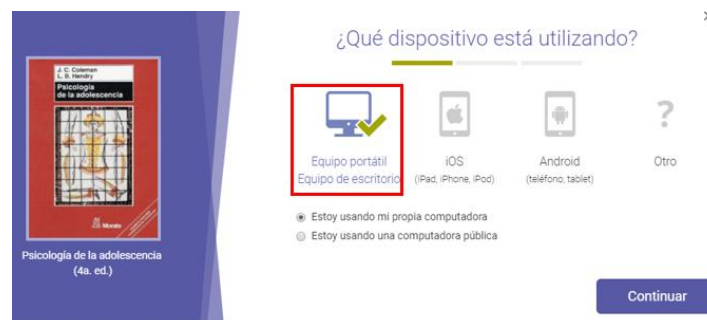 J. C. Coleman
L. B. Hendry
Psicología
de la adolescencia
Morata
Psicología de la adolescencia
(4a. ed.)
¿Qué dispositivo está utilizando?
Equipo portátil
Equipo de escritorio
iOS
(iPad, iPhone, iPod)
Android
(teléfono, tablet)
?
Otro
Estoy usando mi propia computadora
Estoy usando una computadora pública
Continuar